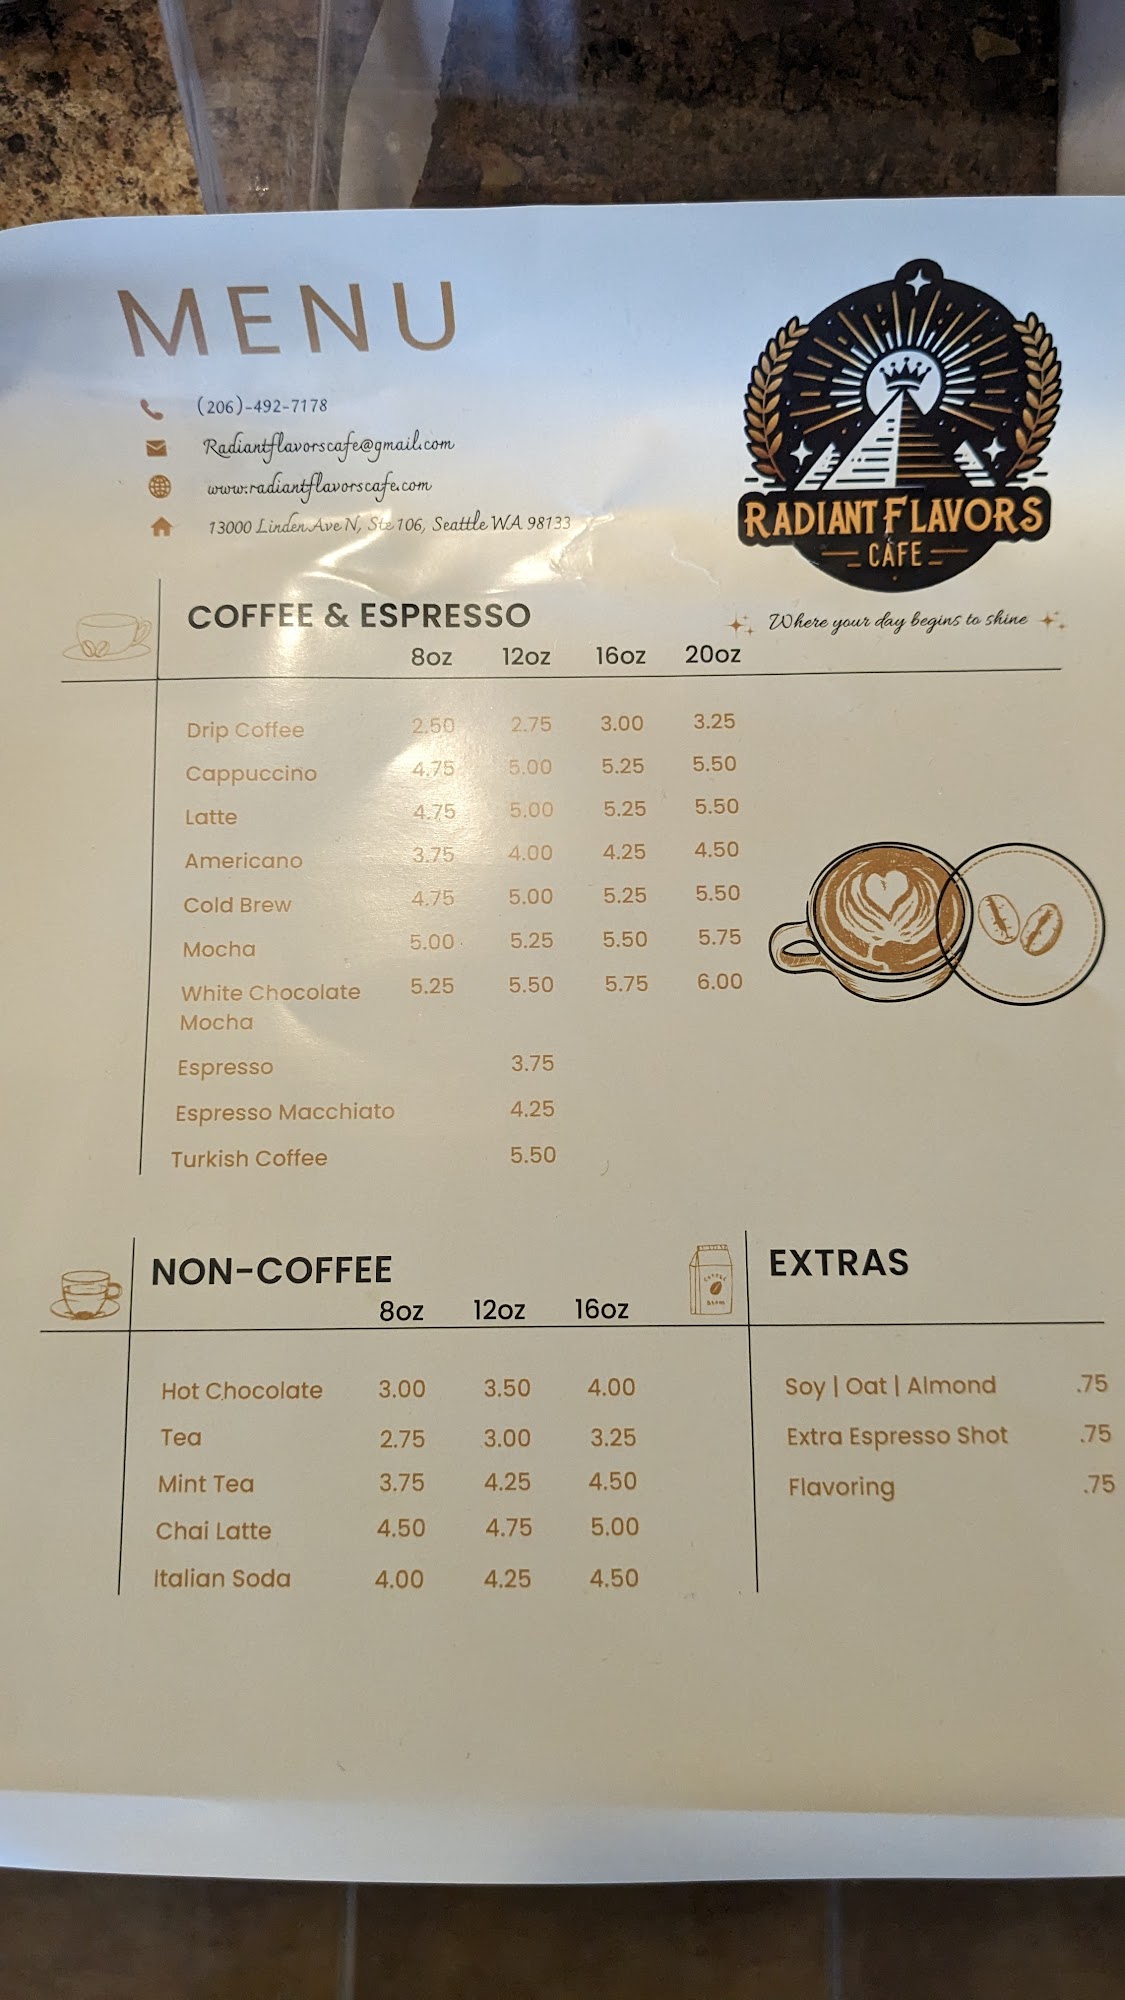 MENU
(206)-492-7178
Radiantflavorscafe@gmail.com
www.radiantflavorscafe.com
13000 Linden Ave N, Ste 106, Seattle WA 98133
RADIANT FLAVORS
CAFE
Where your day begins to shine
COFFEE & ESPRESSO
8oz 12oz 16oz 20oz
Drip Coffee 2.50 2.75 3.00 3.25
Cappuccino 4.75 5.00 5.25 5.50
Latte 4.75 5.00 5.25 5.50
Americano 3.75 4.00 4.25 4.50
Cold Brew 4.75 5.00 5.25 5.50
Mocha 5.00 5.25 5.50 5.75
White Chocolate 5.25 5.50 5.75 6.00
Mocha
Espresso 3.75
Espresso Macchiato 4.25
Turkish Coffee 5.50
NON-COFFEE
8oz 12oz 16oz
Hot Chocolate 3.00 3.50 4.00
Tea 2.75 3.00 3.25
Mint Tea 3.75 4.25 4.50
Chai Latte 4.50 4.75 5.00
Italian Soda 4.00 4.25 4.50
COFFEE
EXTRAS
Soy | Oat | Almond .75
Extra Espresso Shot .75
Flavoring .75